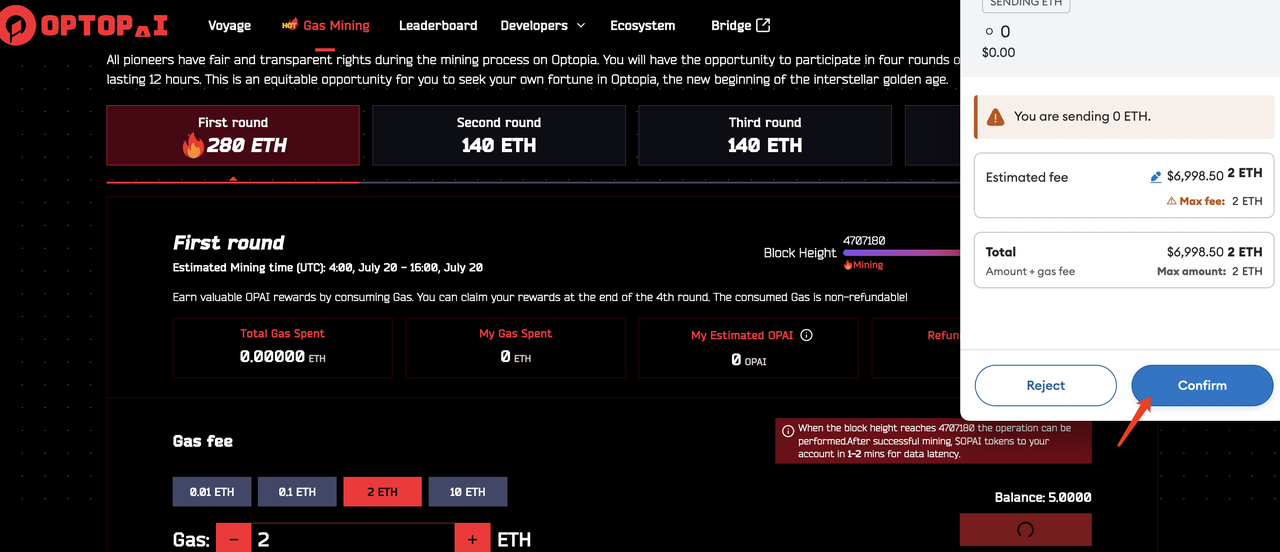 OPTOPAI
Voyage
HOT Gas Mining
Leaderboard
Developers
Ecosystem
Bridge
All pioneers have fair and transparent rights during the mining process on Optopia. You will have the opportunity to participate in four rounds o
lasting 12 hours. This is an equitable opportunity for you to seek your own fortune in Optopia, the new beginning of the interstellar golden age.
First round
280 ETH
Second round
140 ETH
Third round
140 ETH
First round
Estimated Mining time (UTC): 4:00, July 20 - 16:00, July 20
Block Height
4707180
Mining
Earn valuable OPAI rewards by consuming Gas. You can claim your rewards at the end of the 4th round. The consumed Gas is non-refundable!
Total Gas Spent
0.00000 ETH
My Gas Spent
0 ETH
My Estimated OPAI
0 OPAI
Refun
Gas fee
When the block height reaches 4707180 the operation can be
performed.After successful mining, $OPAI tokens to your
account in 1-2 mins for data latency.
0.01 ETH
0.1 ETH
2 ETH
10 ETH
Balance: 5.0000
Gas:
−
2
+
ETH
SENDING ETH
0
$0.00
You are sending 0 ETH.
Estimated fee
$6,998.50 2 ETH
Max fee: 2 ETH
Total
$6,998.50 2 ETH
Amount + gas fee
Max amount: 2 ETH
Reject
Confirm